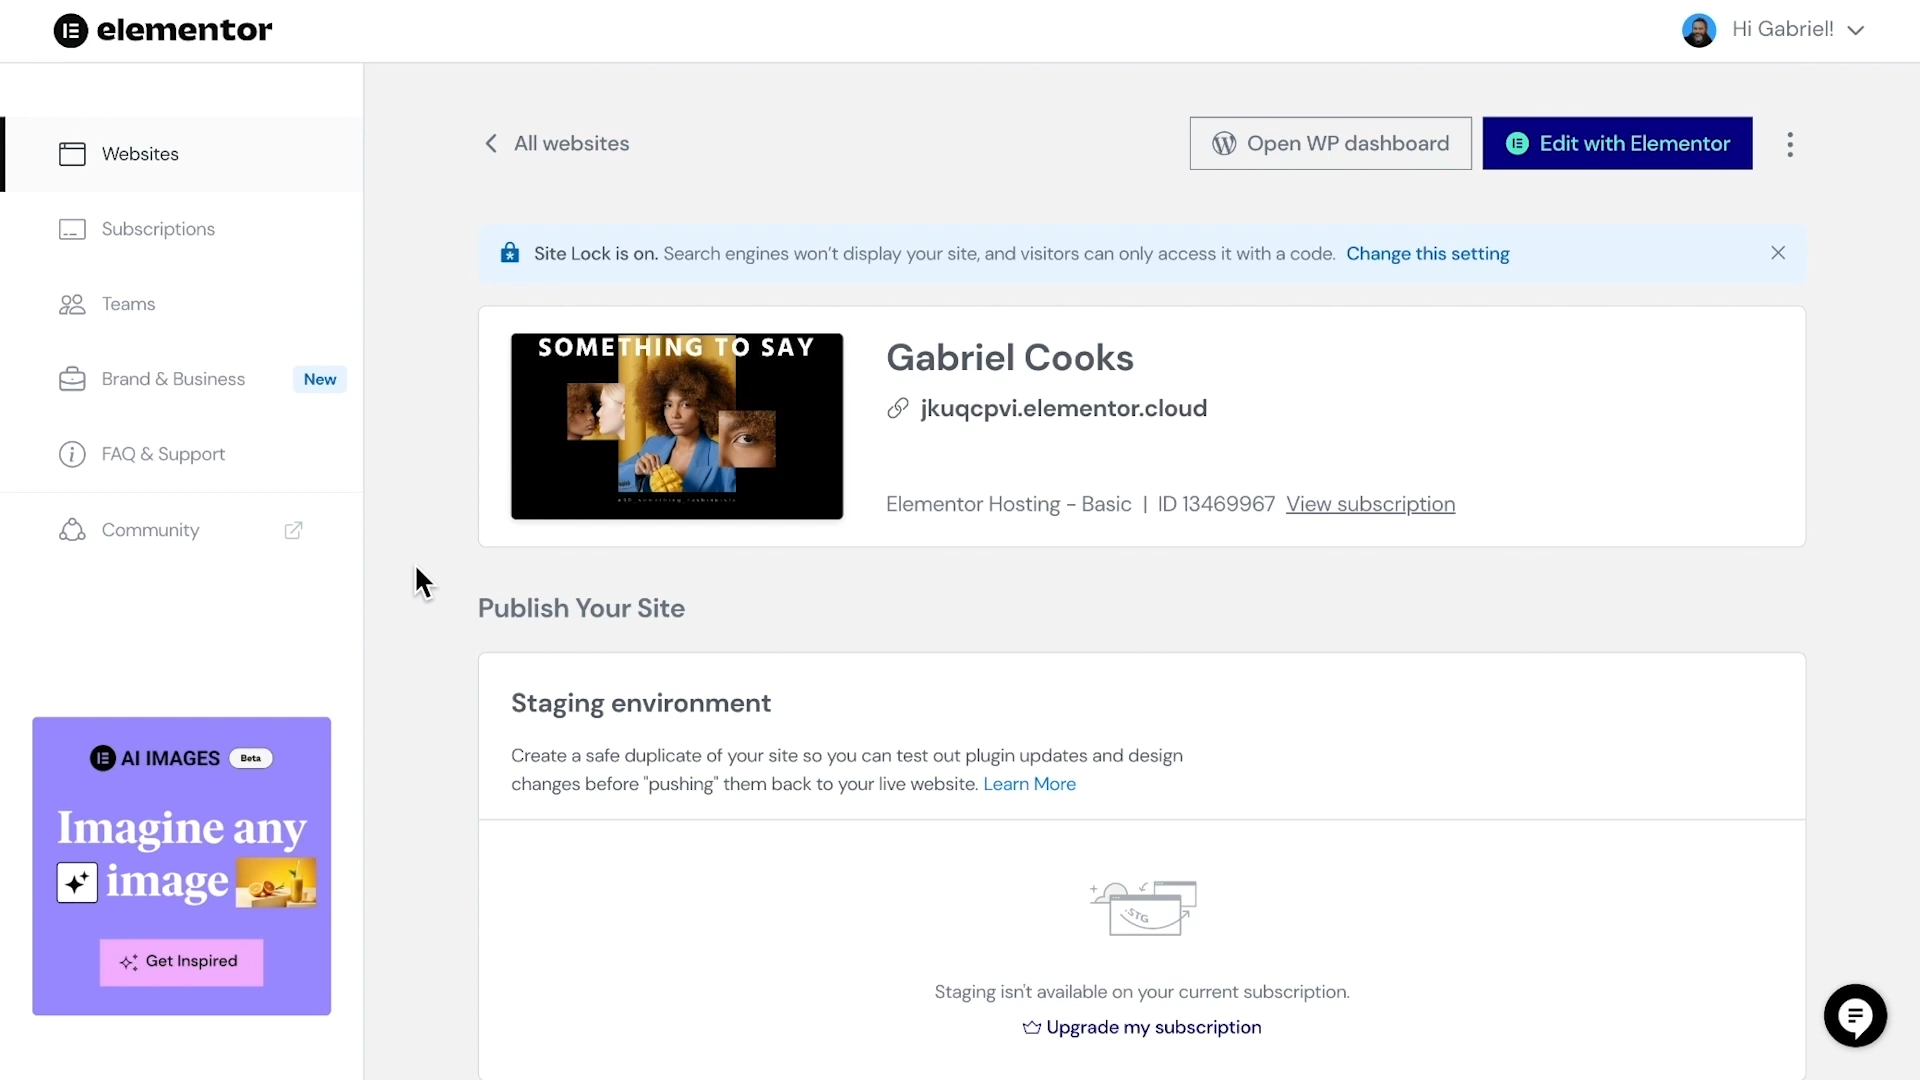 elementor
Hi Gabriel!
Websites
Subscriptions
Teams
Brand & Business
New
FAQ & Support
Community
AI IMAGES
Beta
Imagine any
image
Get Inspired
All websites
Open WP dashboard
Edit with Elementor
Site Lock is on. Search engines won't display your site, and visitors can only access it with a code. Change this setting
SOMETHING TO SAY
Gabriel Cooks
jkuqcpvi.elementor.cloud
Elementor Hosting - Basic | ID 13469967 View subscription
Publish Your Site
Staging environment
Create a safe duplicate of your site so you can test out plugin updates and design
changes before "pushing" them back to your live website. Learn More
.STG
Staging isn't available on your current subscription.
Upgrade my subscription